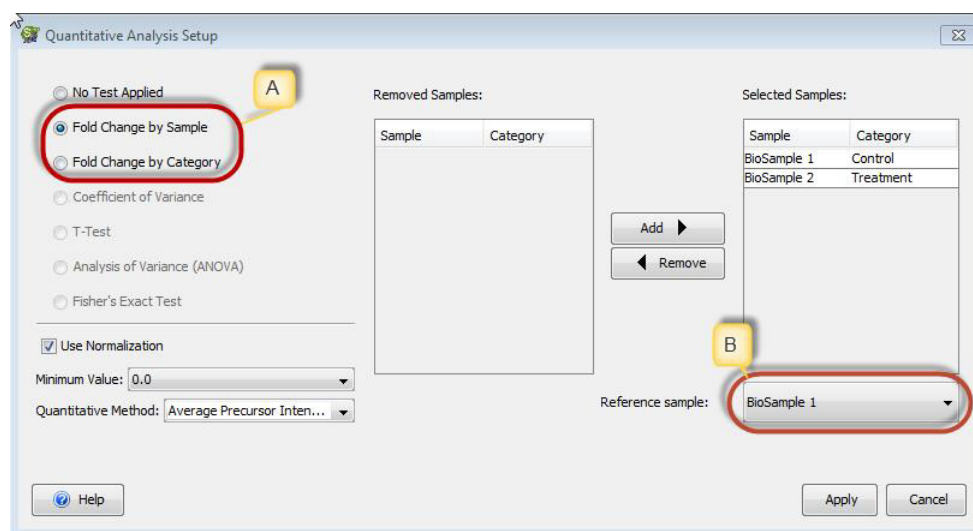 Quantitative Analysis Setup
No Test Applied
A
Fold Change by Sample
Fold Change by Category
Coefficient of Variance
T-Test
Analysis of Variance (ANOVA)
Fisher's Exact Test
Use Normalization
Minimum Value: 0.0
Quantitative Method: Average Precursor Inten...
Removed Samples:
Sample Category
Add
Remove
Selected Samples:
Sample Category
BioSample 1 Control
BioSample 2 Treatment
B
Reference sample: BioSample 1
Help
Apply
Cancel